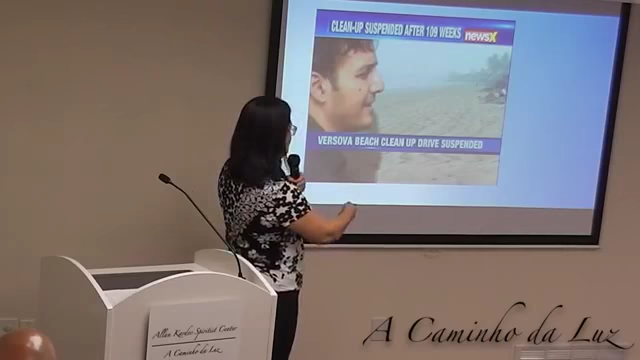 CLEAN-UP SUSPENDED AFTER 109 WEEKS
newsX
VERSOVA BEACH CLEAN UP DRIVE SUSPENDED
Allan Kardec Spiritist Center
A Caminho da Luz
A Caminho da Luz